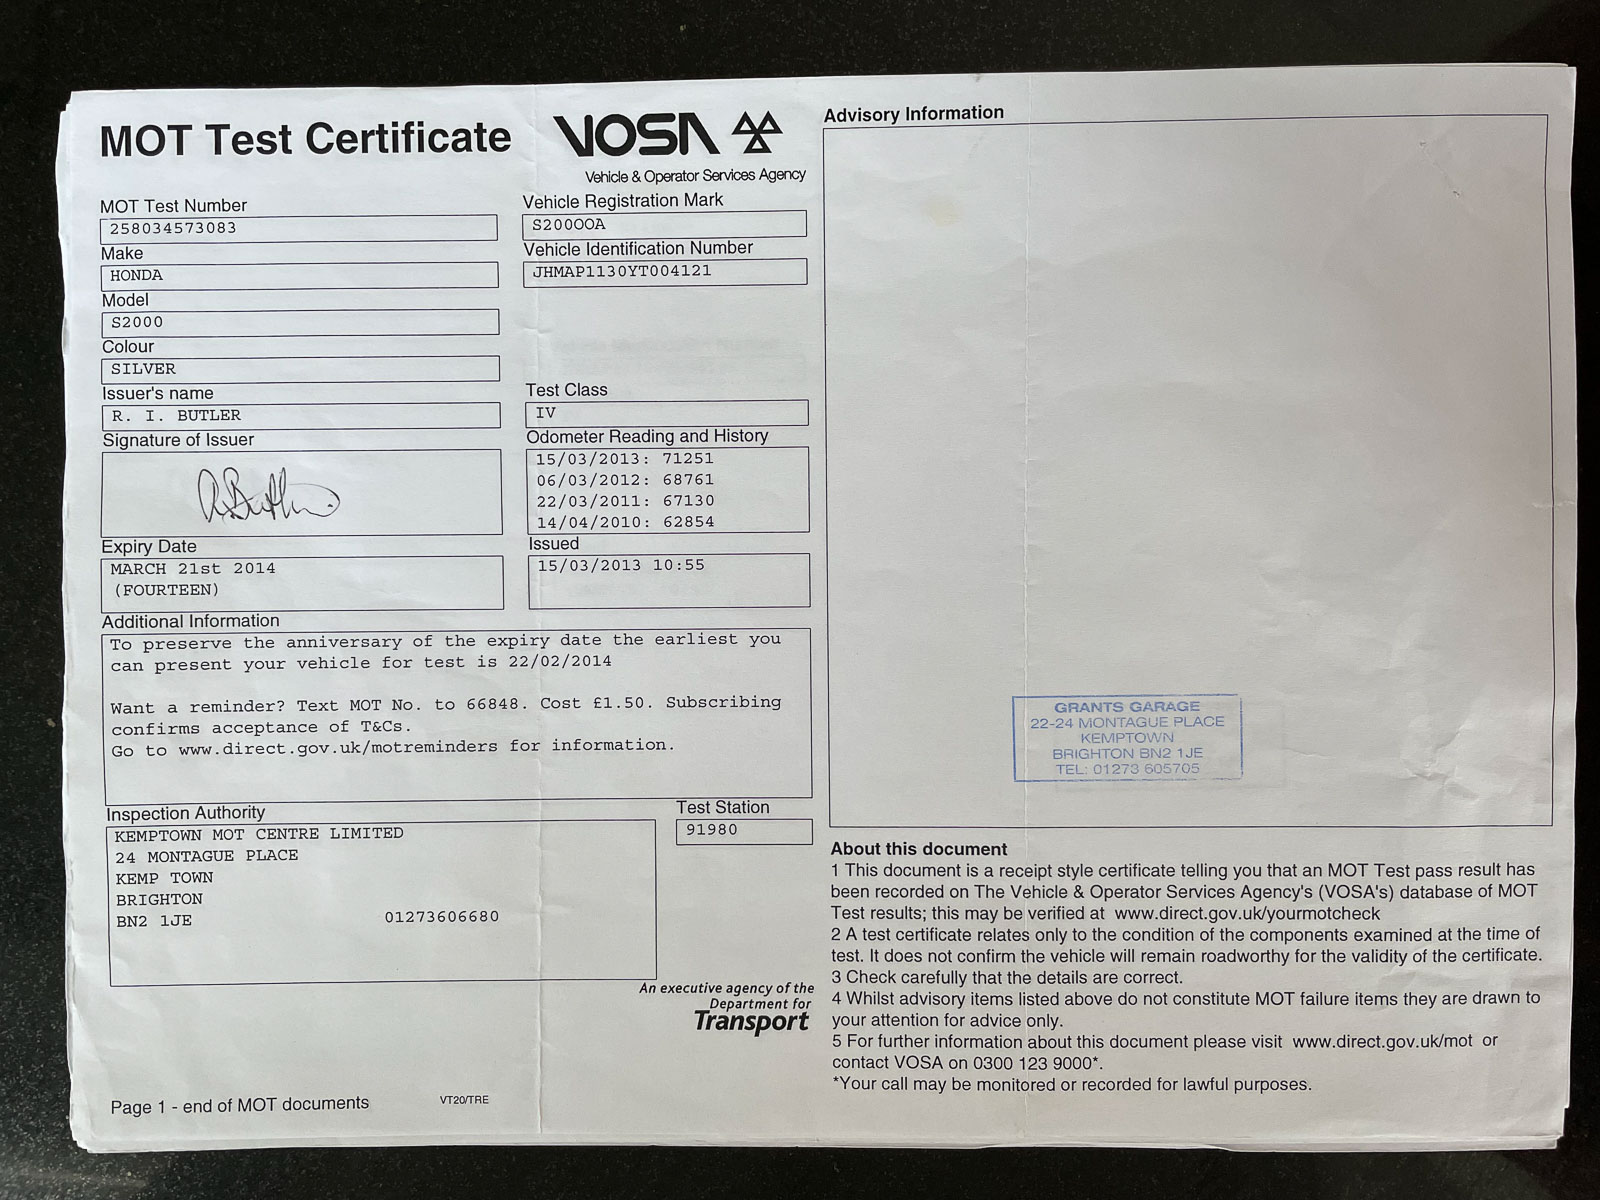 MOT Test Certificate
VOSA
Vehicle & Operator Services Agency
MOT Test Number
258034573083
Vehicle Registration Mark
S200OOA
Make
HONDA
Vehicle Identification Number
JHMAP1130YT004121
Model
S2000
Colour
SILVER
Issuer's name
R. I. BUTLER
Test Class
IV
Signature of Issuer
Odometer Reading and History
15/03/2013: 71251
06/03/2012: 68761
22/03/2011: 67130
14/04/2010: 62854
Expiry Date
MARCH 21st 2014
(FOURTEEN)
Issued
15/03/2013 10:55
Additional Information
To preserve the anniversary of the expiry date the earliest you
can present your vehicle for test is 22/02/2014
Want a reminder? Text MOT No. to 66848. Cost £1.50. Subscribing
confirms acceptance of T&Cs.
Go to www.direct.gov.uk/motreminders for information.
Inspection Authority
KEMPTOWN MOT CENTRE LIMITED
24 MONTAGUE PLACE
KEMP TOWN
BRIGHTON
BN2 1JE 01273606680
Test Station
91980
An executive agency of the
Department for
Transport
Page 1 - end of MOT documents
VT20/TRE
Advisory Information
GRANTS GARAGE
22-24 MONTAGUE PLACE
KEMPTOWN
BRIGHTON BN2 1JE
TEL: 01273 605705
About this document
1 This document is a receipt style certificate telling you that an MOT Test pass result has
been recorded on The Vehicle & Operator Services Agency's (VOSA's) database of MOT
Test results; this may be verified at www.direct.gov.uk/yourmotcheck
2 A test certificate relates only to the condition of the components examined at the time of
test. It does not confirm the vehicle will remain roadworthy for the validity of the certificate.
3 Check carefully that the details are correct.
4 Whilst advisory items listed above do not constitute MOT failure items they are drawn to
your attention for advice only.
5 For further information about this document please visit www.direct.gov.uk/mot or
contact VOSA on 0300 123 9000*.
*Your call may be monitored or recorded for lawful purposes.